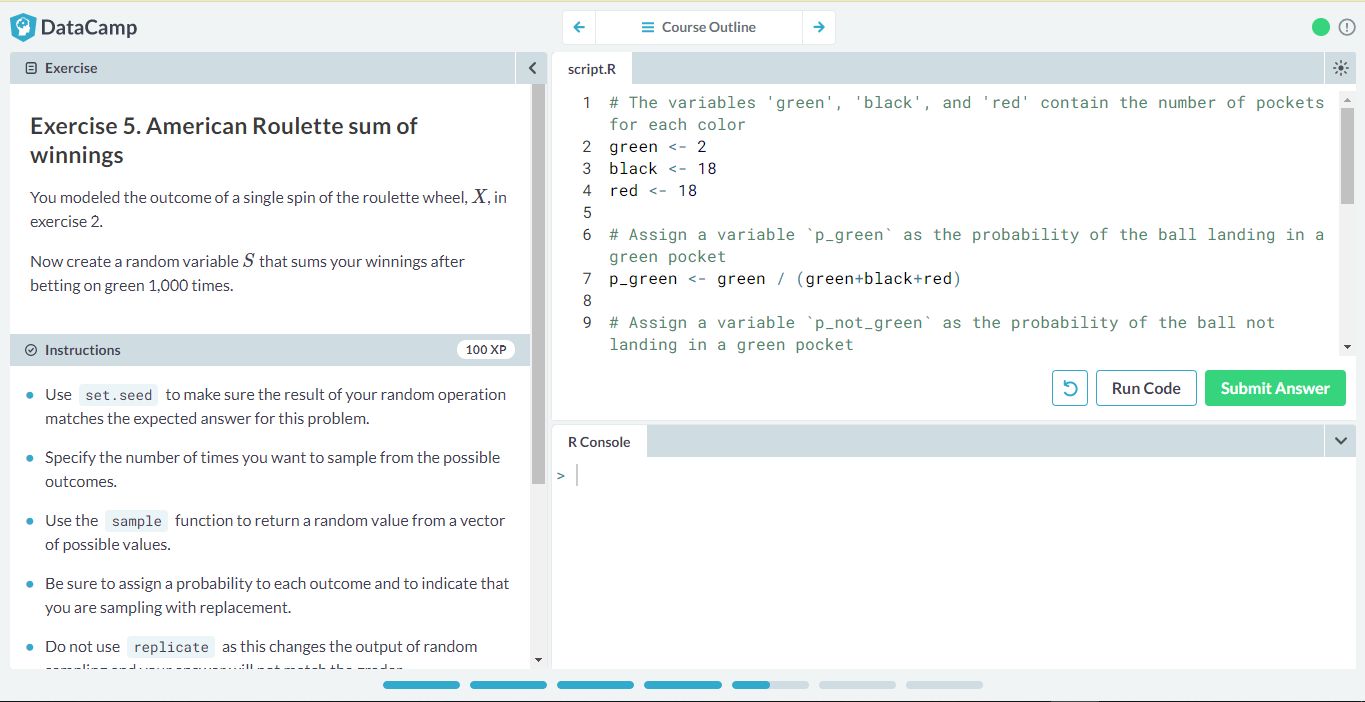 DataCamp
Course Outline
Exercise
Exercise 5. American Roulette sum of
winnings
You modeled the outcome of a single spin of the roulette wheel, X, in
exercise 2.
Now create a random variable S that sums your winnings after
betting on green 1,000 times.
Instructions
100 XP
Use set.seed to make sure the result of your random operation
matches the expected answer for this problem.
Specify the number of times you want to sample from the possible
outcomes.
Use the sample function to return a random value from a vector
of possible values.
Be sure to assign a probability to each outcome and to indicate that
you are sampling with replacement.
Do not use replicate as this changes the output of random
sampling and your answer will not match the grader.
script.R
1 # The variables 'green', 'black', and 'red' contain the number of pockets
for each color
2 green <- 2
3 black <- 18
4 red <- 18
5
6 # Assign a variable `p_green` as the probability of the ball landing in a
green pocket
7 p_green <- green / (green+black+red)
8
9 # Assign a variable `p_not_green` as the probability of the ball not
landing in a green pocket
Run Code
Submit Answer
R Console
>